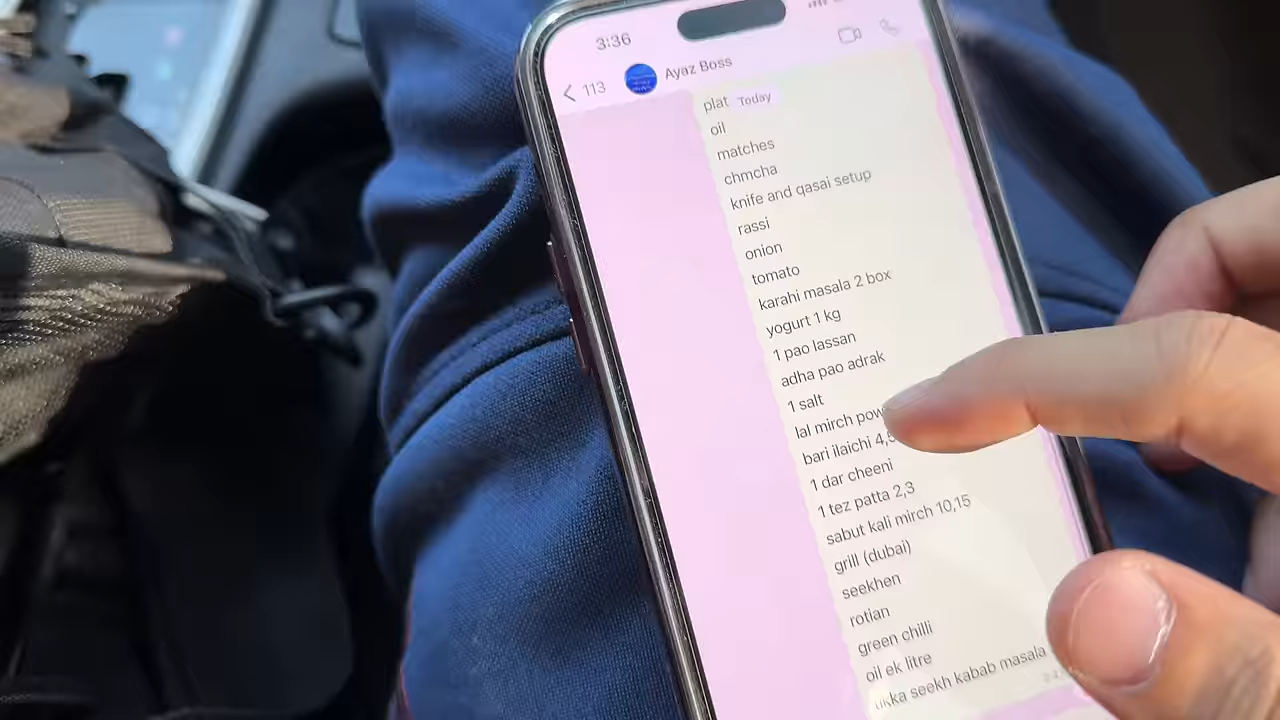 3:36
113
Ayaz Boss
Today
plat
oil
matches
chmcha
knife and qasai setup
rassi
onion
tomato
karahi masala 2 box
yogurt 1 kg
1 pao lassan
adha pao adrak
1 salt
lal mirch pow
bari ilaichi 4,
1 dar cheeni
1 tez patta 2,3
sabut kali mirch 10,15
grill (dubai)
seekhen
rotian
green chilli
oil ek litre
seekh kabab masala